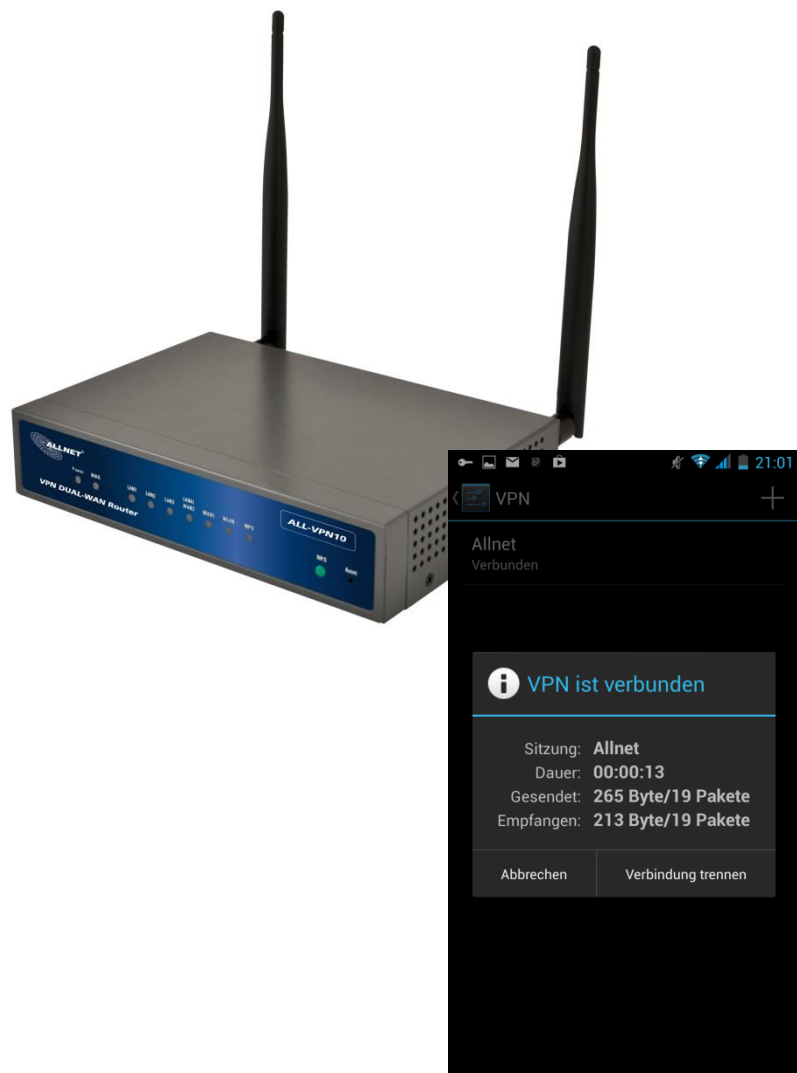 ALLNET
Power DIAG
LAN1 LAN2 LAN3 LAN4/ WAN2 WAN1 WLAN WPS
VPN DUAL-WAN Router
ALL-VPN10
WPS
Reset
21:01
VPN
Allnet
Verbunden
VPN ist verbunden
Sitzung: Allnet
Dauer: 00:00:13
Gesendet: 265 Byte/19 Pakete
Empfangen: 213 Byte/19 Pakete
Abbrechen
Verbindung trennen